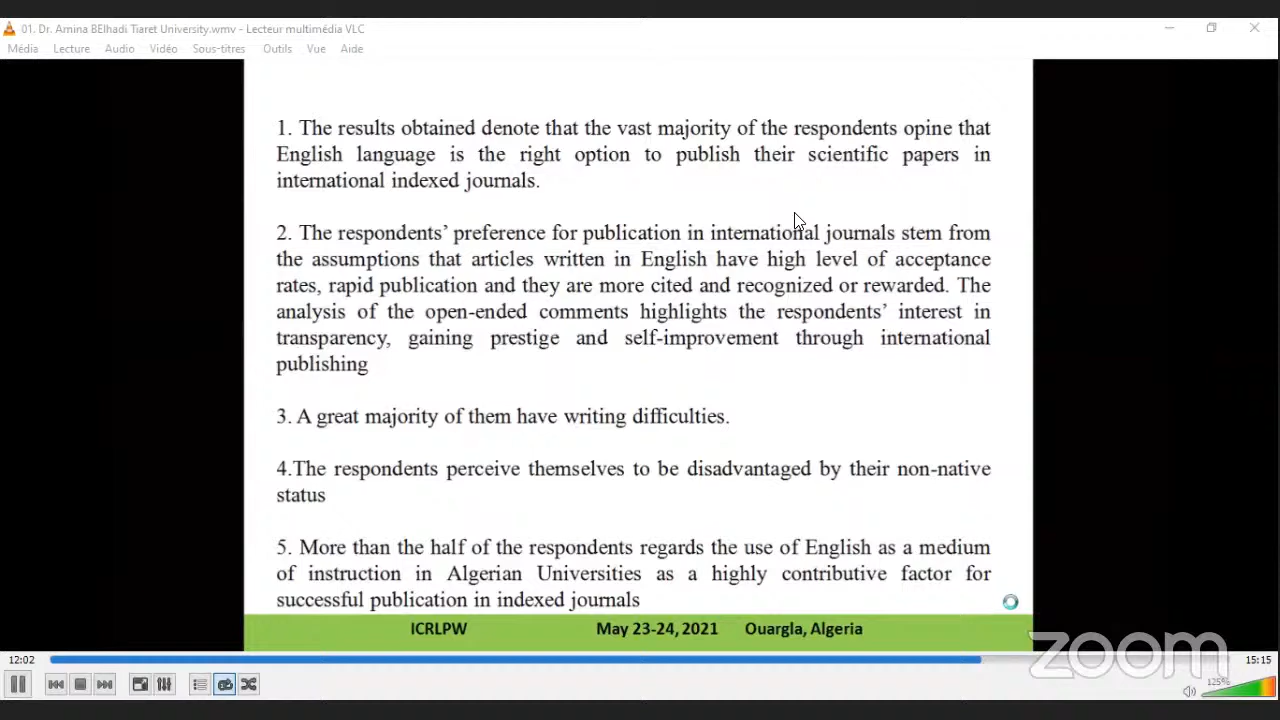 01. Dr. Amina BElhadi Tiaret University.wmv - Lecteur multimédia VLC
Média Lecture Audio Vidéo Sous-titres Outils Vue Aide
1. The results obtained denote that the vast majority of the respondents opine that
English language is the right option to publish their scientific papers in
international indexed journals.
2. The respondents’ preference for publication in international journals stem from
the assumptions that articles written in English have high level of acceptance
rates, rapid publication and they are more cited and recognized or rewarded. The
analysis of the open-ended comments highlights the respondents’ interest in
transparency, gaining prestige and self-improvement through international
publishing
3. A great majority of them have writing difficulties.
4.The respondents perceive themselves to be disadvantaged by their non-native
status
5. More than the half of the respondents regards the use of English as a medium
of instruction in Algerian Universities as a highly contributive factor for
successful publication in indexed journals
ICRLPW May 23-24, 2021 Ouargla, Algeria
zoom
12:02 15:15
125%